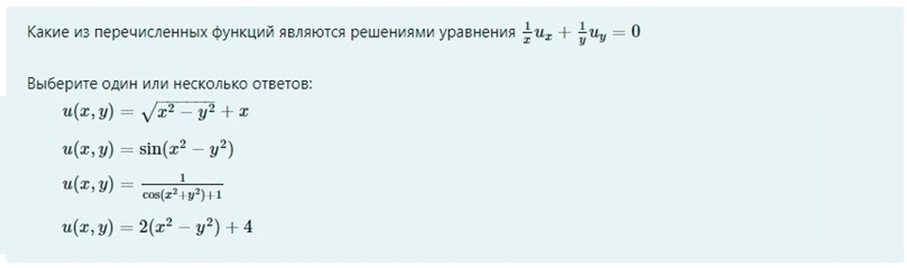 Какие из перечисленных функций являются решениями уравнения $\frac{1}{x}u_x + \frac{1}{y}u_y = 0$
Выберите один или несколько ответов:
$u(x, y) = \sqrt{x^2 - y^2} + x$
$u(x, y) = \sin(x^2 - y^2)$
$u(x, y) = \frac{1}{\cos(x^2+y^2)+1}$
$u(x, y) = 2(x^2 - y^2) + 4$